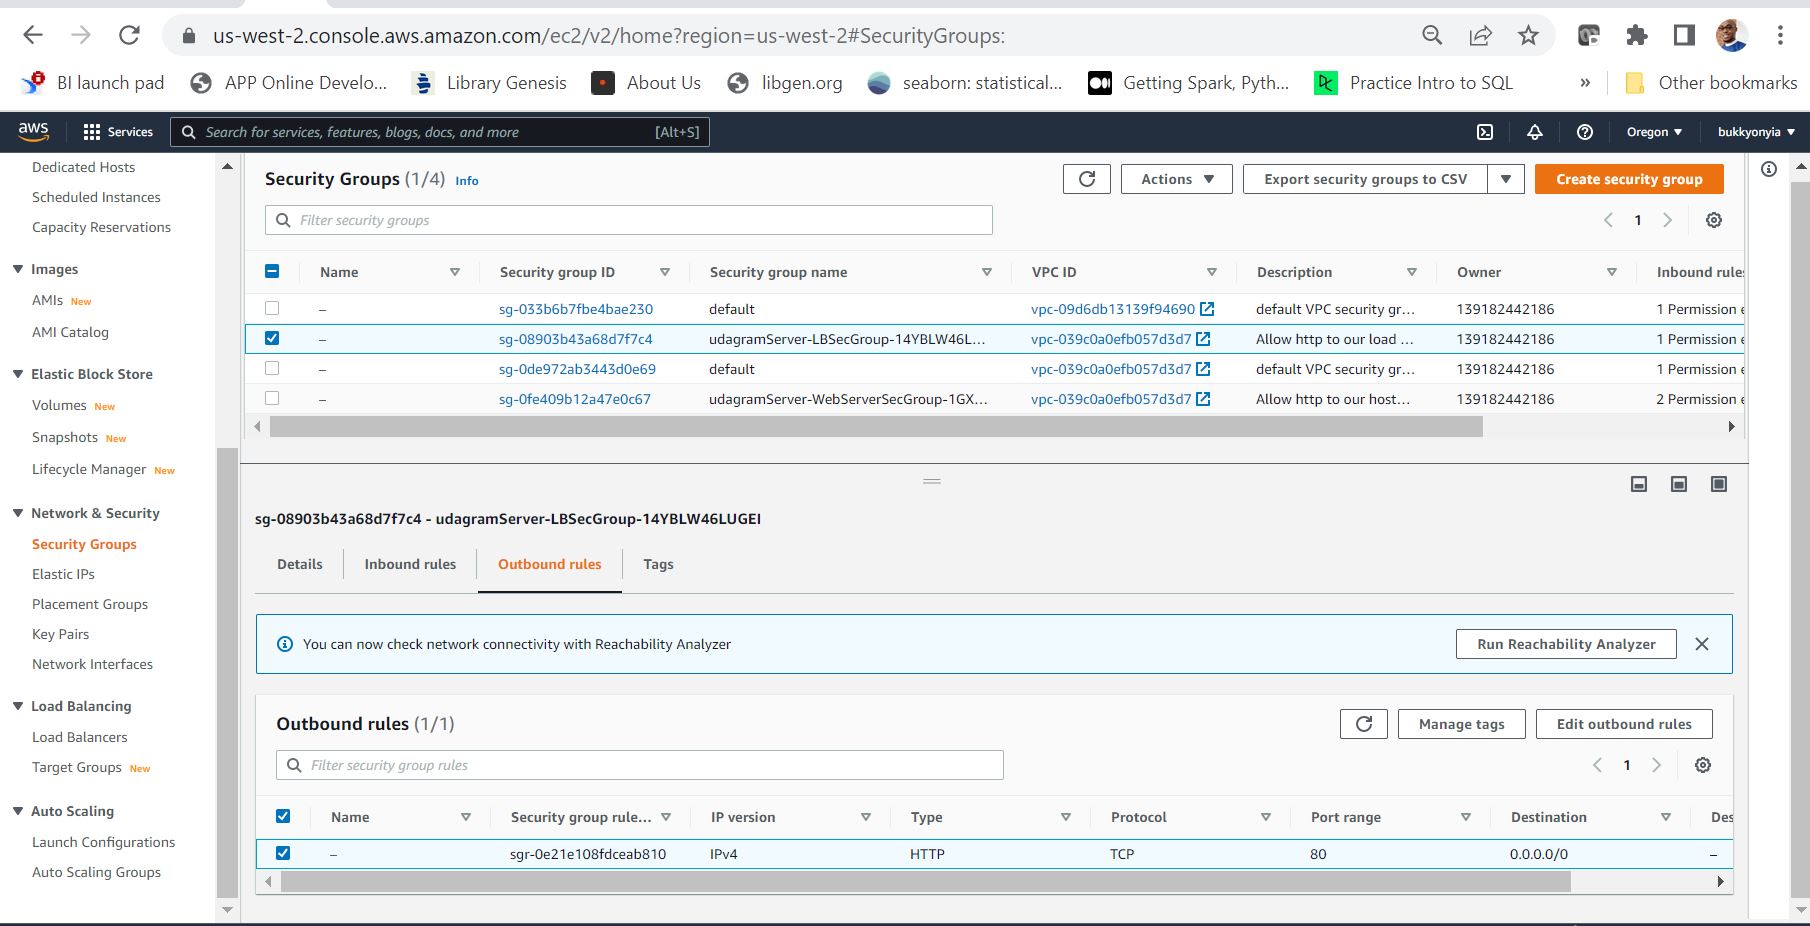 us-west-2.console.aws.amazon.com/ec2/v2/home?region=us-west-2#SecurityGroups:
BI launch pad APP Online Develo... Library Genesis About Us libgen.org seaborn: statistical... Getting Spark, Pyth... Practice Intro to SQL » Other bookmarks
aws Services Search for services, features, blogs, docs, and more [Alt+S] Oregon bukkyonyia
Dedicated Hosts
Scheduled Instances
Capacity Reservations
Images
AMIs New
AMI Catalog
Elastic Block Store
Volumes New
Snapshots New
Lifecycle Manager New
Network & Security
Security Groups
Elastic IPs
Placement Groups
Key Pairs
Network Interfaces
Load Balancing
Load Balancers
Target Groups New
Auto Scaling
Launch Configurations
Auto Scaling Groups
Security Groups (1/4) Info Actions Export security groups to CSV Create security group
Filter security groups 1
Name Security group ID Security group name VPC ID Description Owner Inbound rules
– sg-033b6b7fbe4bae230 default vpc-09d6db13139f94690 default VPC security gr... 139182442186 1 Permission e
– sg-08903b43a68d7f7c4 udagramServer-LBSecGroup-14YBLW46L... vpc-039c0a0efb057d3d7 Allow http to our load ... 139182442186 1 Permission e
– sg-0de972ab3443d0e69 default vpc-039c0a0efb057d3d7 default VPC security gr... 139182442186 1 Permission e
– sg-0fe409b12a47e0c67 udagramServer-WebServerSecGroup-1GX... vpc-039c0a0efb057d3d7 Allow http to our host... 139182442186 2 Permission e
sg-08903b43a68d7f7c4 - udagramServer-LBSecGroup-14YBLW46LUGEI
Details Inbound rules Outbound rules Tags
You can now check network connectivity with Reachability Analyzer Run Reachability Analyzer
Outbound rules (1/1) Manage tags Edit outbound rules
Filter security group rules 1
Name Security group rule... IP version Type Protocol Port range Destination Des
– sgr-0e21e108fdceab810 IPv4 HTTP TCP 80 0.0.0.0/0 –